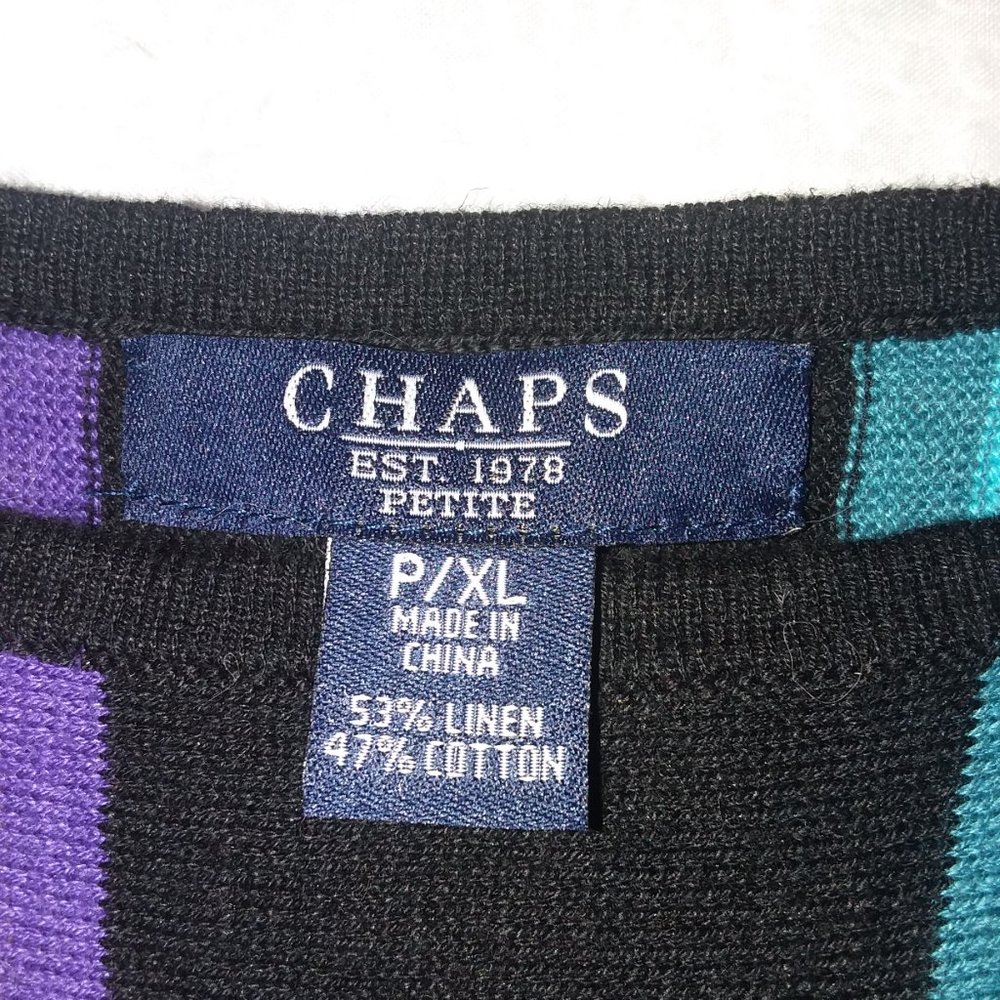 CHAPS
EST. 1978
PETITE
P/XL
MADE IN
CHINA
53% LINEN
47% COTTON